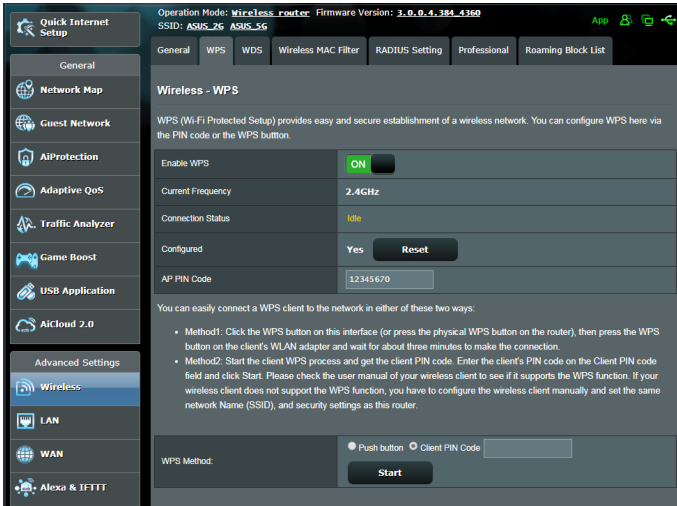 Quick Internet
Setup
Operation Mode: Wireless router Firmware Version: 3.0.0.4.384_4360
SSID: ASUS_2G ASUS_5G
App
General
WPS
WDS
Wireless MAC
Filter
RADIUS Setting
Professional
Roaming Block List
General
Network Map
Guest Network
AiProtection
Adaptive QoS
Traffic Analyzer
Game Boost
USB Application
AiCloud 2.0
Advanced Settings
Wireless
LAN
WAN
Alexa & IFTTT
Wireless - WPS
WPS (Wi-Fi Protected Setup) provides easy and secure establishment of a wireless network. You can configure WPS here via
the PIN code or the WPS buttton.
Enable WPS
ON
Current Frequency
2.4GHz
Connection Status
Idle
Configured
Yes
Reset
AP PIN Code
12345670
You can easily connect a WPS client to the network in either of these two ways:
• Method1: Click the WPS button on this interface (or press the physical WPS button on the router), then press the WPS
button on the client's WLAN adapter and wait for about three minutes to make the connection.
• Method2: Start the client WPS process and get the client PIN code. Enter the client's PIN code on the Client PIN code
field and click Start. Please check the user manual of your wireless client to see if it supports the WPS function. If your
wireless client does not support the WPS function, you have to configure the wireless client manually and set the same
network Name (SSID), and security settings as this router.
WPS Method:
Push button
Client PIN Code
Start